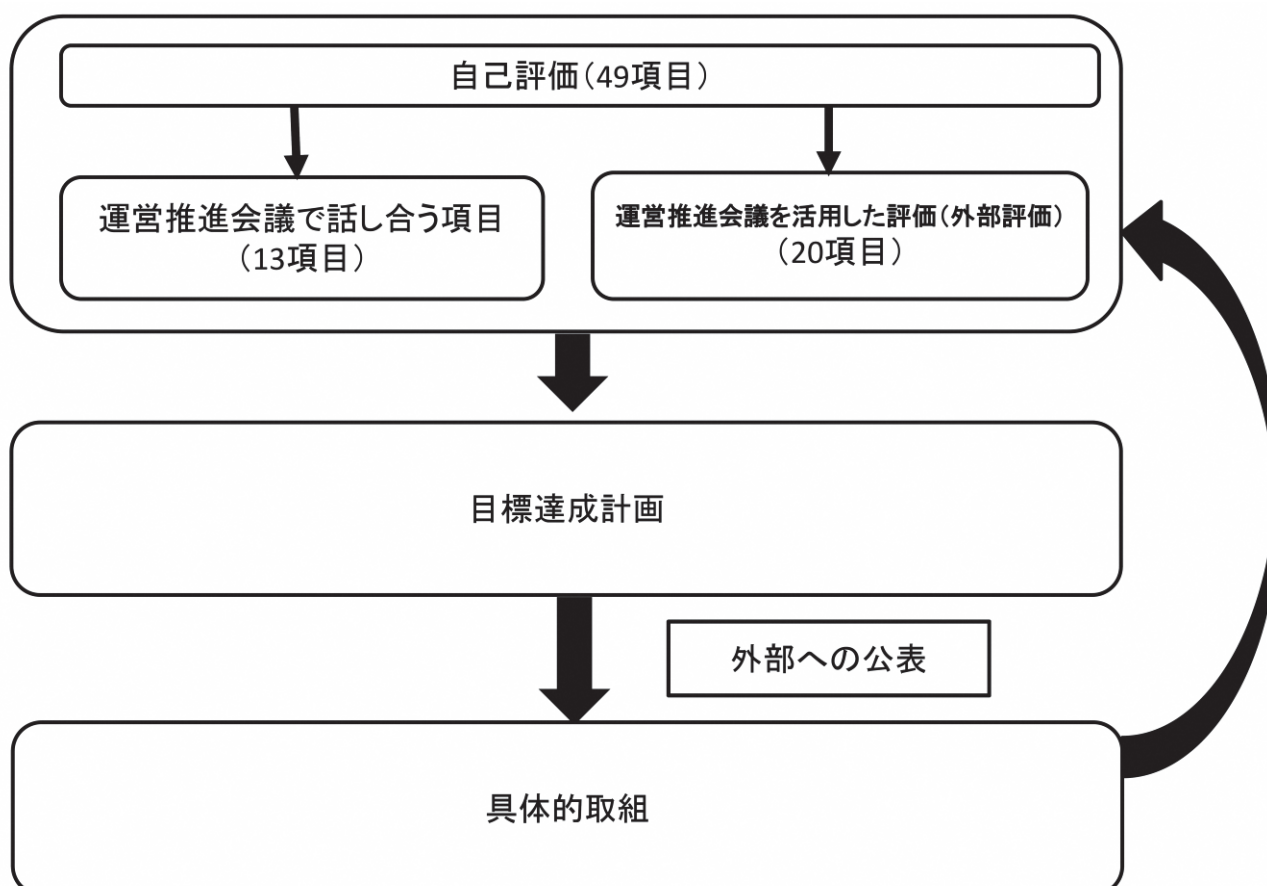 自己評価(49項目)
運営推進会議で話し合う項目
(13項目)
運営推進会議を活用した評価(外部評価)
(20項目)
目標達成計画
外部への公表
具体的取組